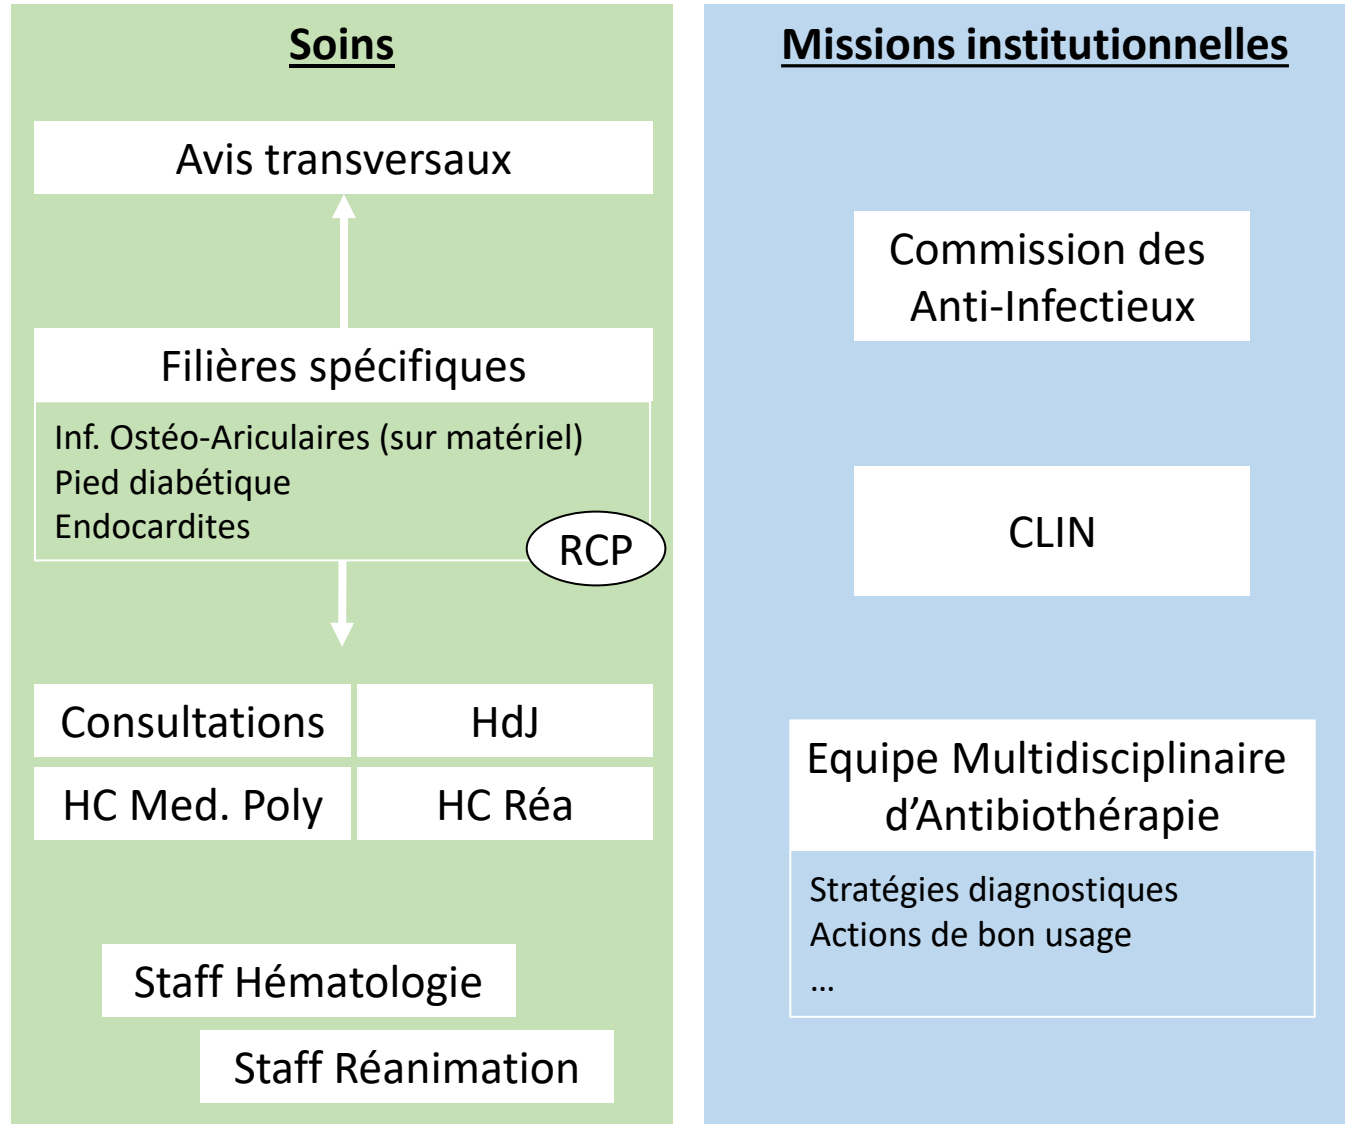 Soins
Avis transversaux
Filières spécifiques
Inf. Ostéo-Ariculaires (sur matériel)
Pied diabétique
Endocardites
RCP
Consultations
HdJ
HC Med. Poly
HC Réa
Staff Hématologie
Staff Réanimation
Missions institutionnelles
Commission des
Anti-Infectieux
CLIN
Equipe Multidisciplinaire
d’Antibiothérapie
Stratégies diagnostiques
Actions de bon usage
…